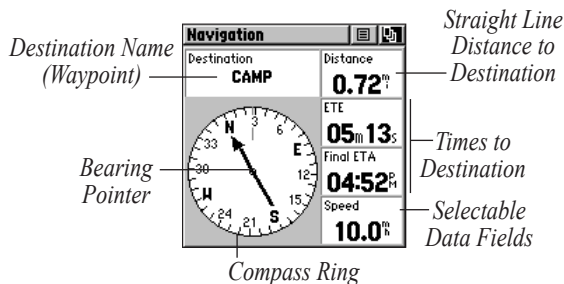 Navigation
Destination
CAMP
Distance
0.72 mi
ETE
05m 13s
Final ETA
04:52 PM
Speed
10.0 mh
N
3
6
E
12
15
S
21
24
W
30
33
Destination Name
(Waypoint)
Bearing
Pointer
Compass Ring
Straight Line
Distance to
Destination
Times to
Destination
Selectable
Data Fields